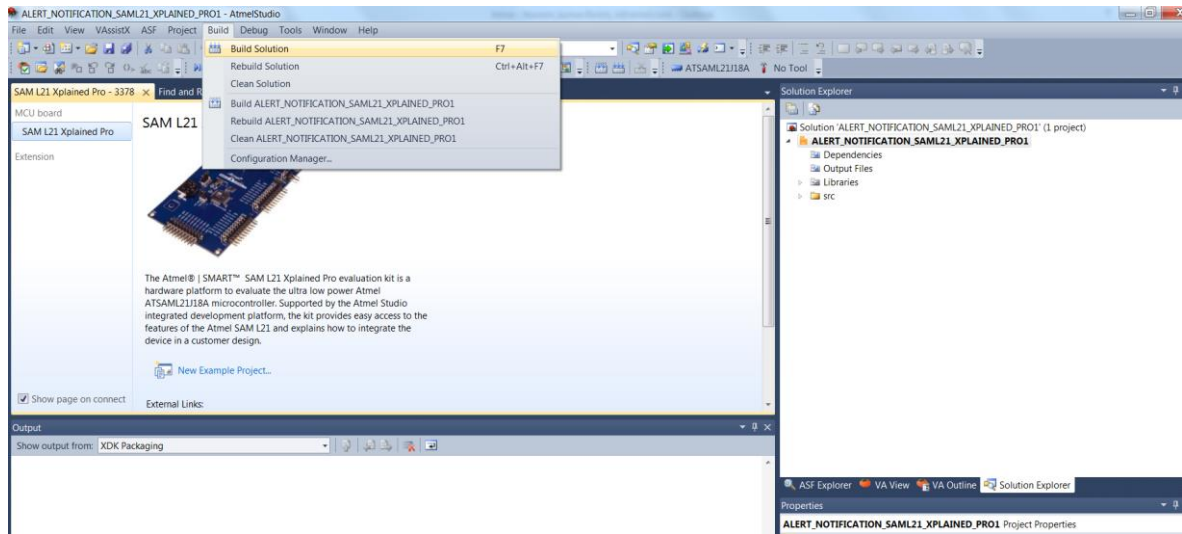 ALERT_NOTIFICATION_SAML21_XPLAINED_PRO1 - AtmelStudio
File Edit View VAssistX ASF Project Build Debug Tools Window Help
Build Solution F7
Rebuild Solution Ctrl+Alt+F7
Clean Solution
Build ALERT_NOTIFICATION_SAML21_XPLAINED_PRO1
Rebuild ALERT_NOTIFICATION_SAML21_XPLAINED_PRO1
Clean ALERT_NOTIFICATION_SAML21_XPLAINED_PRO1
Configuration Manager...
ATSAML21J18A No Tool
SAM L21 Xplained Pro - 3378 Find and R
MCU board
SAM L21 Xplained Pro
Extension
SAM L21
The Atmel® | SMART™ SAM L21 Xplained Pro evaluation kit is a
hardware platform to evaluate the ultra low power Atmel
ATSAML21J18A microcontroller. Supported by the Atmel Studio
integrated development platform, the kit provides easy access to the
features of the Atmel SAM L21 and explains how to integrate the
device in a customer design.
New Example Project...
Show page on connect
External Links:
Solution Explorer
Solution 'ALERT_NOTIFICATION_SAML21_XPLAINED_PRO1' (1 project)
ALERT_NOTIFICATION_SAML21_XPLAINED_PRO1
Dependencies
Output Files
Libraries
src
Output
Show output from: XDK Packaging
ASF Explorer VA View VA Outline Solution Explorer
Properties
ALERT_NOTIFICATION_SAML21_XPLAINED_PRO1 Project Properties